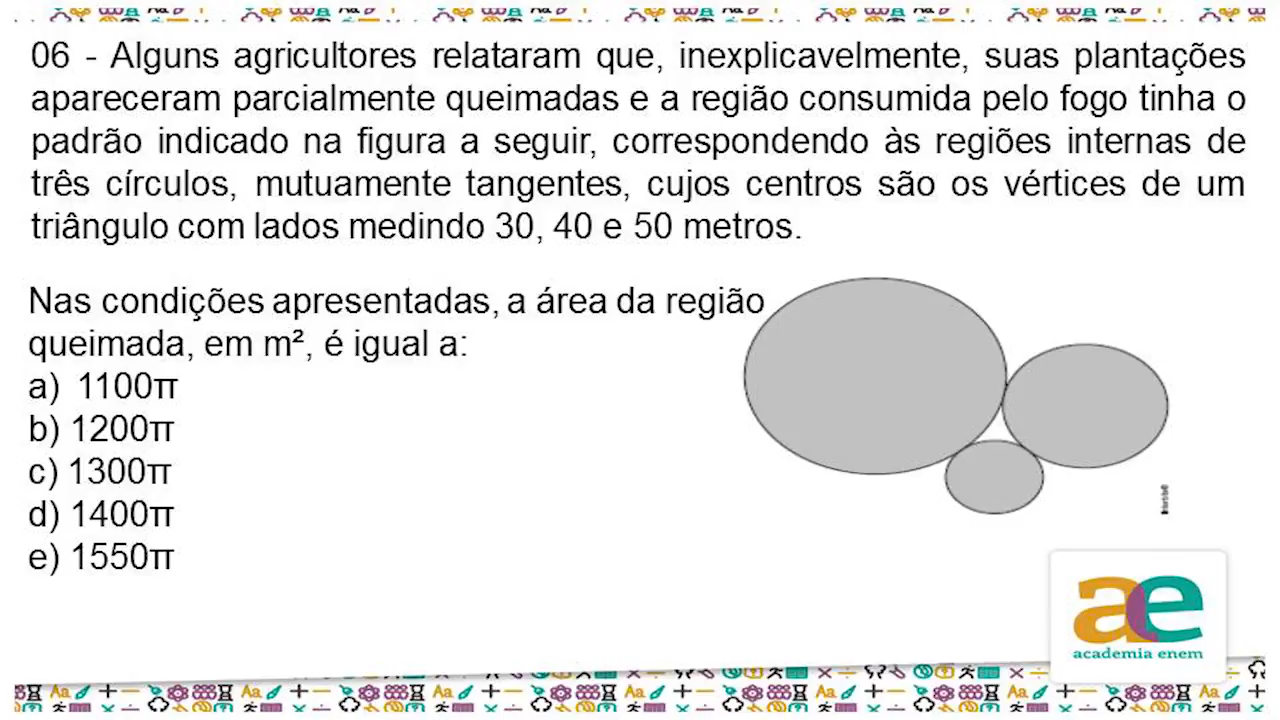 06 - Alguns agricultores relataram que, inexplicavelmente, suas plantações
apareceram parcialmente queimadas e a região consumida pelo fogo tinha o
padrão indicado na figura a seguir, correspondendo às regiões internas de
três círculos, mutuamente tangentes, cujos centros são os vértices de um
triângulo com lados medindo 30, 40 e 50 metros.
Nas condições apresentadas, a área da região
queimada, em m², é igual a:
a) 1100π
b) 1200π
c) 1300π
d) 1400π
e) 1550π
ae
academia enem